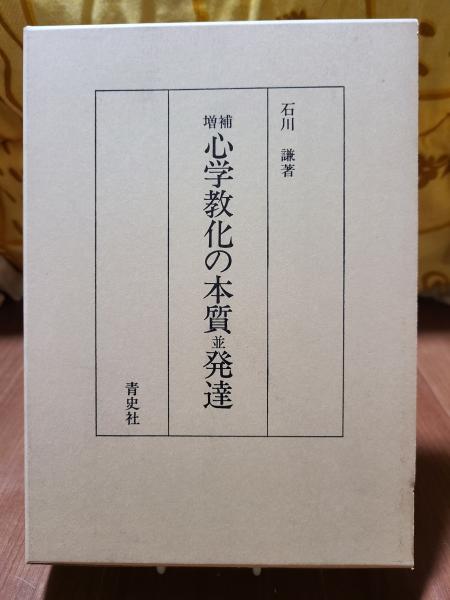 石川 謙著
増補 心学教化の本質並発達
青史社